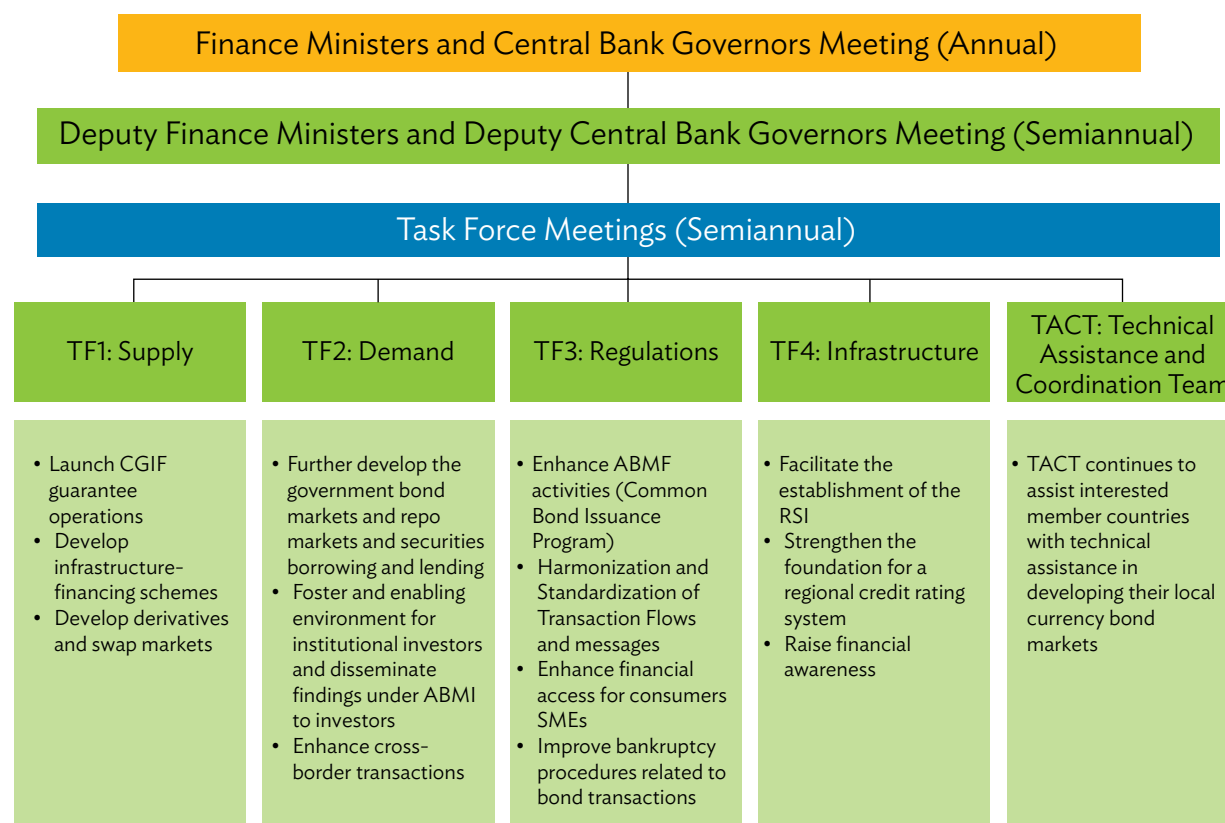 Finance Ministers and Central Bank Governors Meeting (Annual)
Deputy Finance Ministers and Deputy Central Bank Governors Meeting (Semiannual)
Task Force Meetings (Semiannual)
TF1: Supply
• Launch CGIF
guarantee
operations
• Develop
infrastructure-
financing schemes
• Develop derivatives
and swap markets
TF2: Demand
• Further develop the
government bond
markets and repo
markets and securities
borrowing and lending
• Foster and enabling
environment for
institutional investors
and disseminate
findings under ABMI
to investors
• Enhance cross-
border transactions
TF3: Regulations
• Enhance ABMF
activities (Common
Bond Issuance
Program)
• Harmonization and
Standardization of
Transaction Flows
and messages
• Enhance financial
access for consumers
SMEs
• Improve bankruptcy
procedures related to
bond transactions
TF4: Infrastructure
• Facilitate the
establishment of the
RSI
• Strengthen the
foundation for a
regional credit rating
system
• Raise financial
awareness
TACT: Technical
Assistance and
Coordination Team
• TACT continues to
assist interested
member countries
with technical
assistance in
developing their local
currency bond
markets